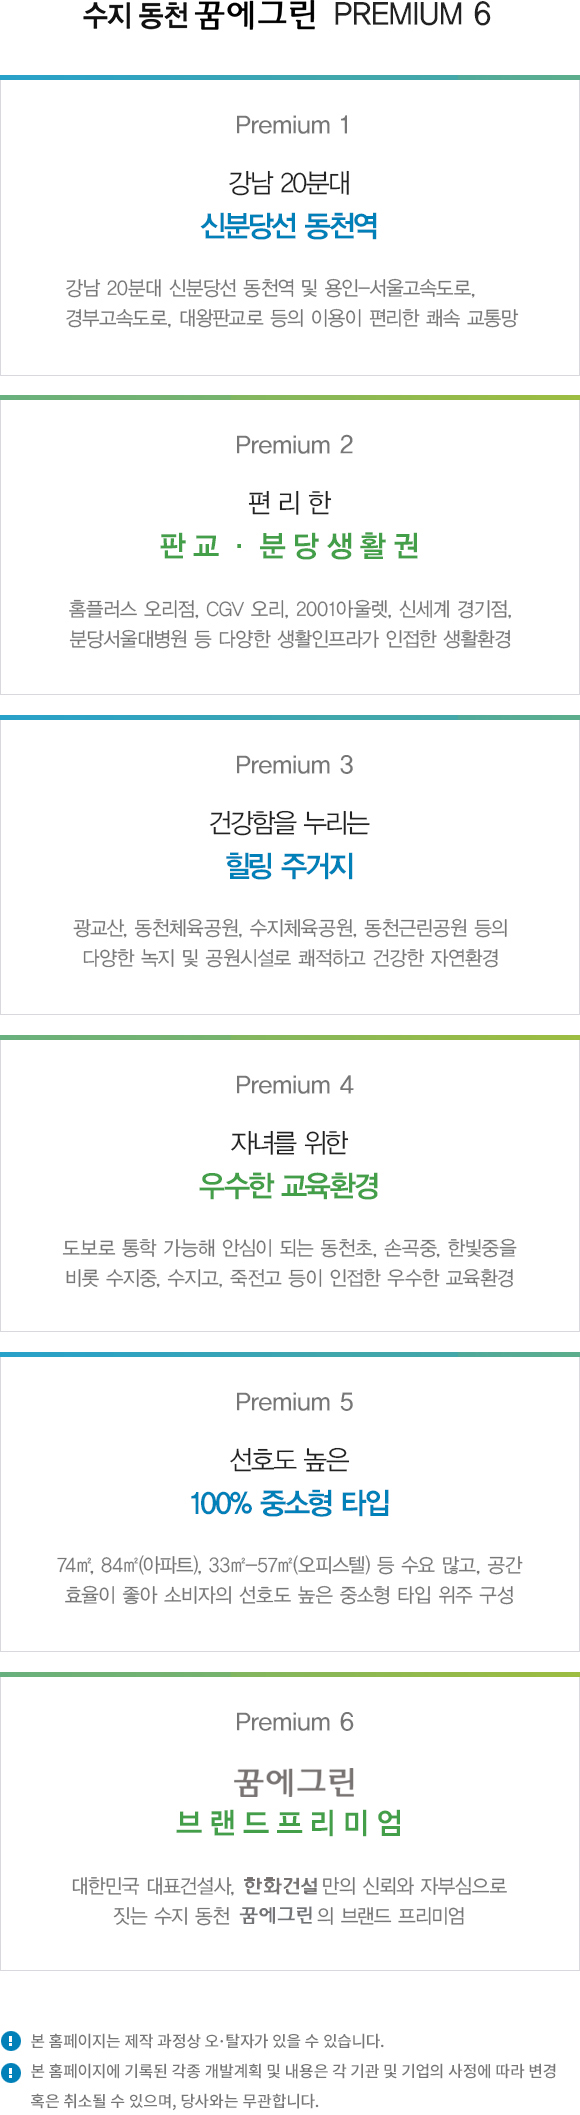 수지 동천 꿈에그린 PREMIUM 6
Premium 1
강남 20분대
신분당선 동천역
강남 20분대 신분당선 동천역 및 용인-서울고속도로,
경부고속도로, 대왕판교로 등의 이용이 편리한 쾌속 교통망
Premium 2
편 리 한
판 교 · 분 당 생 활 권
홈플러스 오리점, CGV 오리, 2001아울렛, 신세계 경기점,
분당서울대병원 등 다양한 생활인프라가 인접한 생활환경
Premium 3
건강함을 누리는
힐링 주거지
광교산, 동천체육공원, 수지체육공원, 동천근린공원 등의
다양한 녹지 및 공원시설로 쾌적하고 건강한 자연환경
Premium 4
자녀를 위한
우수한 교육환경
도보로 통학 가능해 안심이 되는 동천초, 손곡중, 한빛중을
비롯 수지중, 수지고, 죽전고 등이 인접한 우수한 교육환경
Premium 5
선호도 높은
100% 중소형 타입
74㎡, 84㎡(아파트), 33㎡-57㎡(오피스텔) 등 수요 많고, 공간
효율이 좋아 소비자의 선호도 높은 중소형 타입 위주 구성
Premium 6
꿈에그린
브 랜 드 프 리 미 엄
대한민국 대표건설사, 한화건설만의 신뢰와 자부심으로
짓는 수지 동천 꿈에그린의 브랜드 프리미엄
본 홈페이지는 제작 과정상 오·탈자가 있을 수 있습니다.
본 홈페이지에 기록된 각종 개발계획 및 내용은 각 기관 및 기업의 사정에 따라 변경
혹은 취소될 수 있으며, 당사와는 무관합니다.